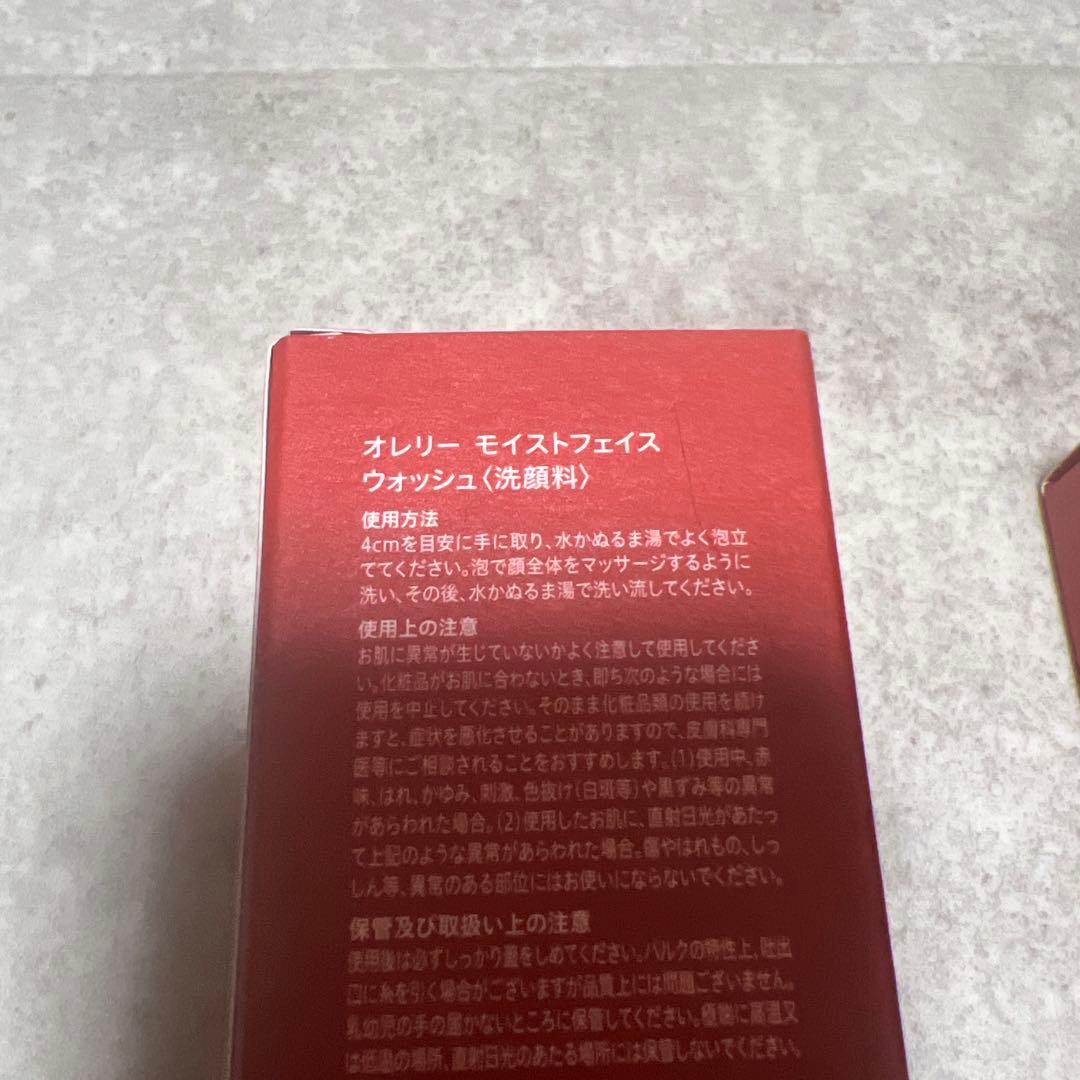 オレリー モイストフェイス
ウォッシュ〈洗顔料〉
使用方法
4cmを目安に手に取り、水かぬるま湯でよく泡立
ててください。泡で顔全体をマッサージするように
洗い、その後、水かぬるま湯で洗い流してください。
使用上の注意
お肌に異常が生じていないかよく注意して使用してくださ
い。化粧品がお肌に合わないとき、即ち次のような場合には
使用を中止してください。そのまま化粧品類の使用を続け
ますと、症状を悪化させることがありますので、皮膚科専門
医等にご相談されることをおすすめします。(1)使用中、赤
味、はれ、かゆみ、刺激、色抜け(白斑等)や黒ずみ等の異常
があらわれた場合。(2)使用したお肌に、直射日光があたっ
て上記のような異常があらわれた場合。傷やはれもの、しっ
しん等、異常のある部位にはお使いにならないでください。
保管及び取扱い上の注意
使用後は必ずしっかり蓋をしめてください。バルクの特性上、吐出
口に糸を引く場合がございますが品質上には問題ございません。
乳幼児の手の届かないところに保管してください。極端に高温又
は低温の場所、直射日光のあたる場所には保管しないでください。